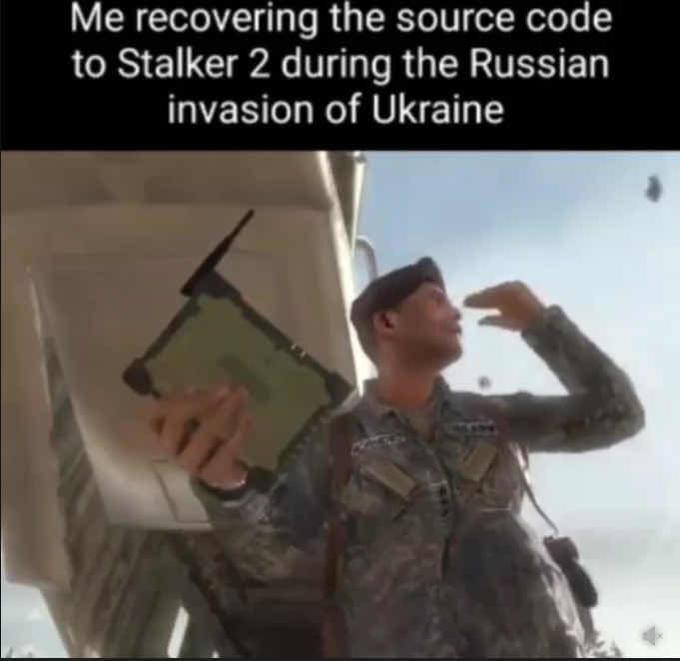 Me recovering the source code
to Stalker 2 during the Russian
invasion of Ukraine